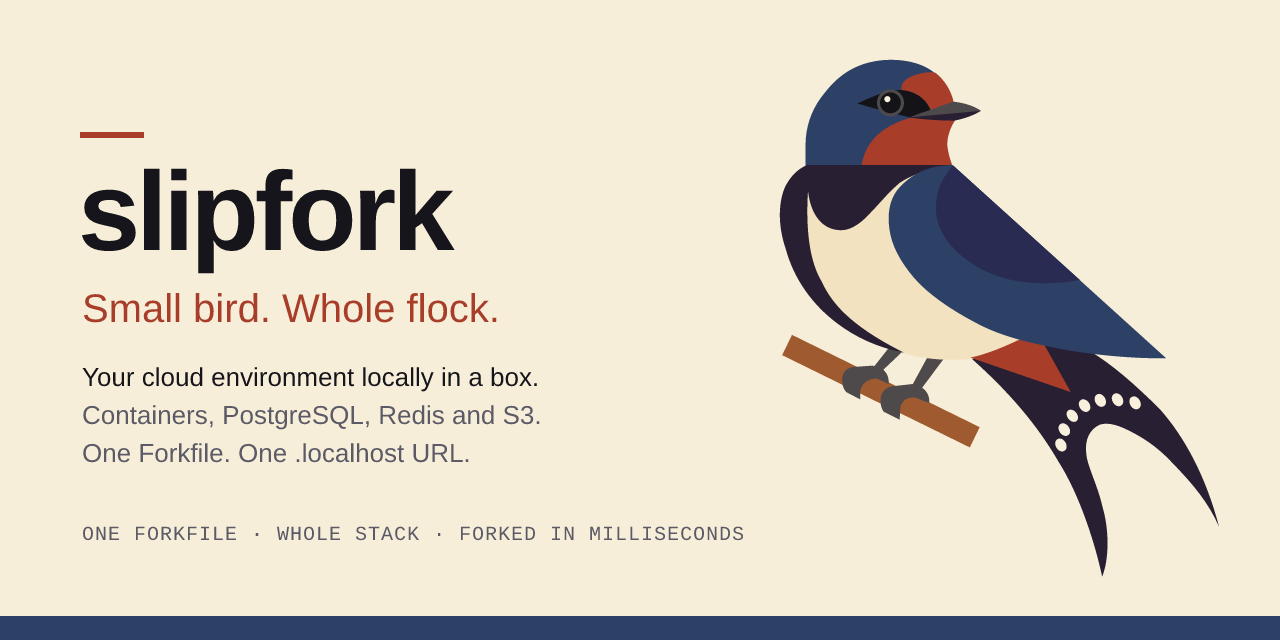 slipfork
Small bird. Whole flock.
Your cloud environment locally in a box.
Containers, PostgreSQL, Redis and S3.
One Forkfile. One .localhost URL.
ONE FORKFILE · WHOLE STACK · FORKED IN MILLISECONDS